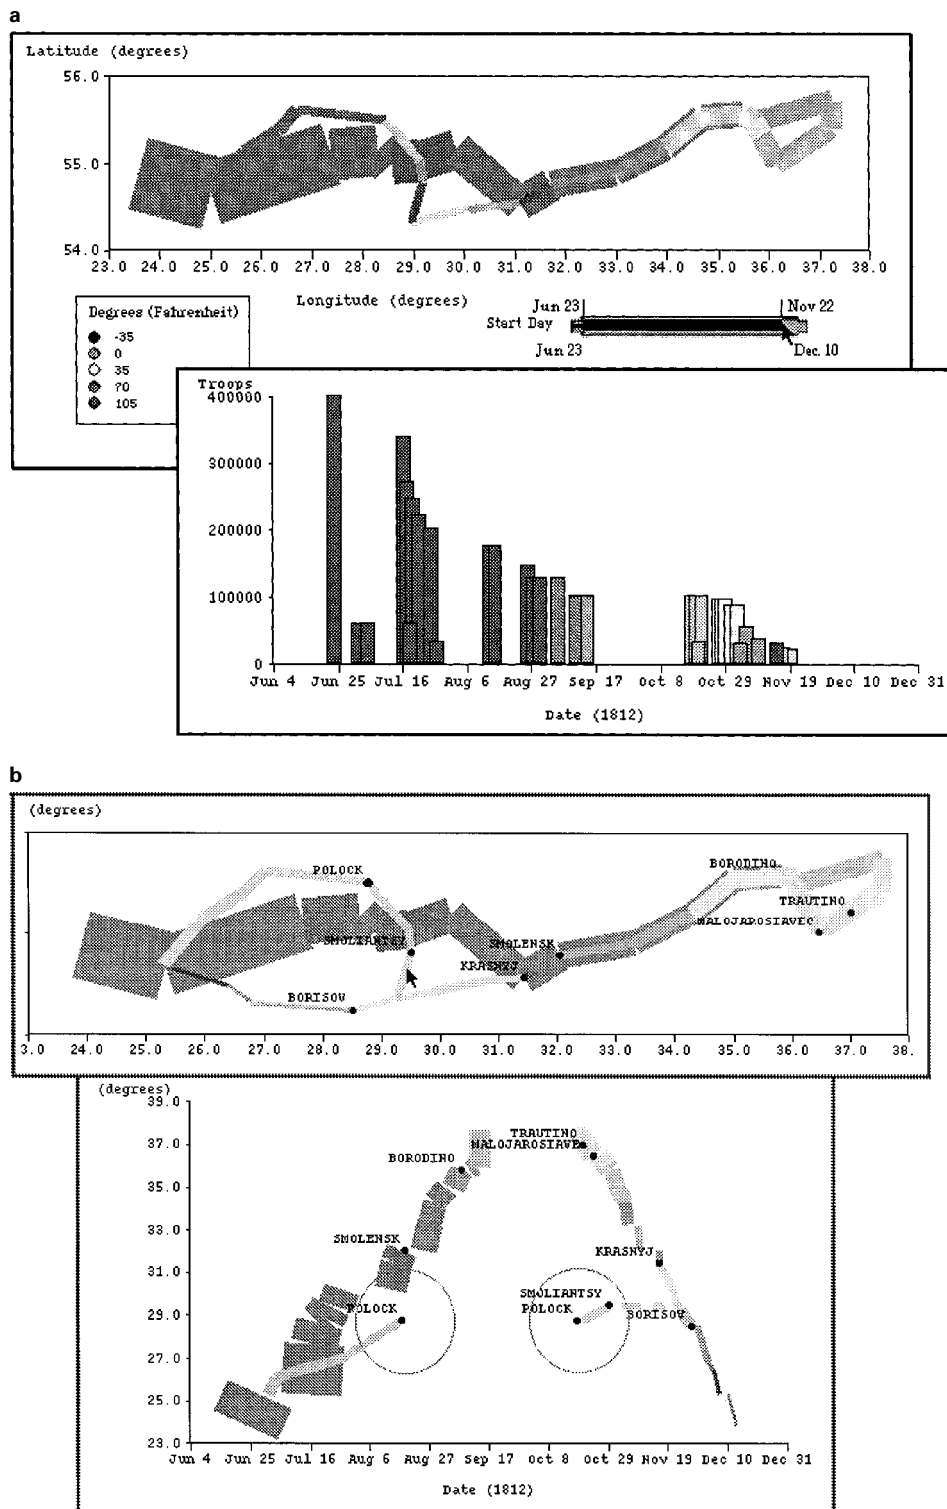 a
Latitude (degrees)
56.0
55.0
54.0
23.0 24.0 25.0 26.0 27.0 28.0 29.0 30.0 31.0 32.0 33.0 34.0 35.0 36.0 37.0 38.0
Longitude (degrees)
Degrees (Fahrenheit)
-35
0
35
70
105
Jun 23 Nov 22
Start Day
Jun 23 Dec. 10
Troops
400000
300000
200000
100000
0
Jun 4 Jun 25 Jul 16 Aug 6 Aug 27 Sep 17 Oct 8 Oct 29 Nov 19 Dec 10 Dec 31
Date (1812)
b
(degrees)
POLOCK
BORODINO
TRAUTINO
MALOJAROSIAVEC
SMOLIANTSY
SMOLENSK
KRASNYJ
BORISOW
3.0 24.0 25.0 26.0 27.0 28.0 29.0 30.0 31.0 32.0 33.0 34.0 35.0 36.0 37.0 38.
(degrees)
39.0
37.0
35.0
33.0
31.0
29.0
27.0
25.0
23.0
TRAUTINO
MALOJAROSIAVE
BORODINO
SMOLENSK
KRASNYJ
POLOCK
SMOLIANTSY
POLOCK
BORISOW
Jun 4 Jun 25 Jul 16 Aug 6 Aug 27 Sep 17 Oct 8 Oct 29 Nov 19 Dec 10 Dec 31
Date (1812)